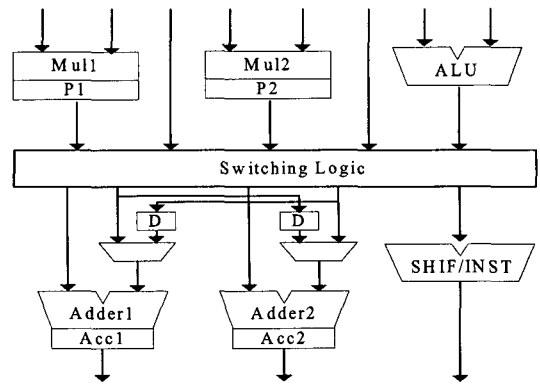 Mul1
P1
Mul2
P2
ALU
Switching Logic
D
D
SHIF/INST
Adder1
Acc1
Adder2
Acc2